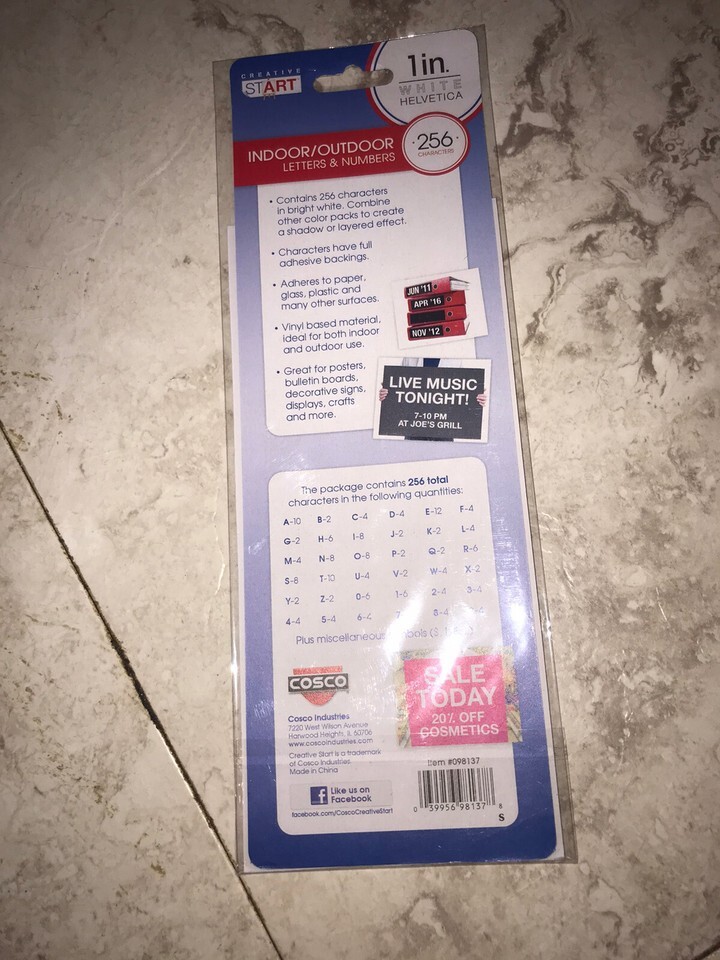 CREATIVE
START
1in.
WHITE
HELVETICA
INDOOR/OUTDOOR
LETTERS & NUMBERS
256
CHARACTERS
• Contains 256 characters
in bright white. Combine
other color packs to create
a shadow or layered effect.
• Characters have full
adhesive backings.
• Adheres to paper,
glass, plastic and
many other surfaces.
• Vinyl based material,
ideal for both indoor
and outdoor use.
• Great for posters,
bulletin boards,
decorative signs,
displays, crafts
and more.
JUN '11
APR '16
NOV '12
LIVE MUSIC
TONIGHT!
7-10 PM
AT JOE'S GRILL
The package contains 256 total
characters in the following quantities:
A-10 B-2 C-4 D-4 E-12 F-4
G-2 H-6 I-8 J-2 K-2 L-4
M-4 N-8 O-8 P-2 Q-2 R-6
S-8 T-10 U-4 V-2 W-4 X-2
Y-2 Z-2 0-6 1-6 2-4 3-4
4-4 5-4 6-4 8-4
Plus miscellaneous
COSCO
SALE
TODAY
20% OFF
COSMETICS
Cosco Industries
7220 West Wilson Avenue
Harwood Heights, IL 60706
www.coscoindustries.com
Creative Start is a trademark
of Cosco Industries
Made in China
Item #098137
f Like us on
Facebook
facebook.com/CoscoCreativeStart
0 39956 98137 8
S